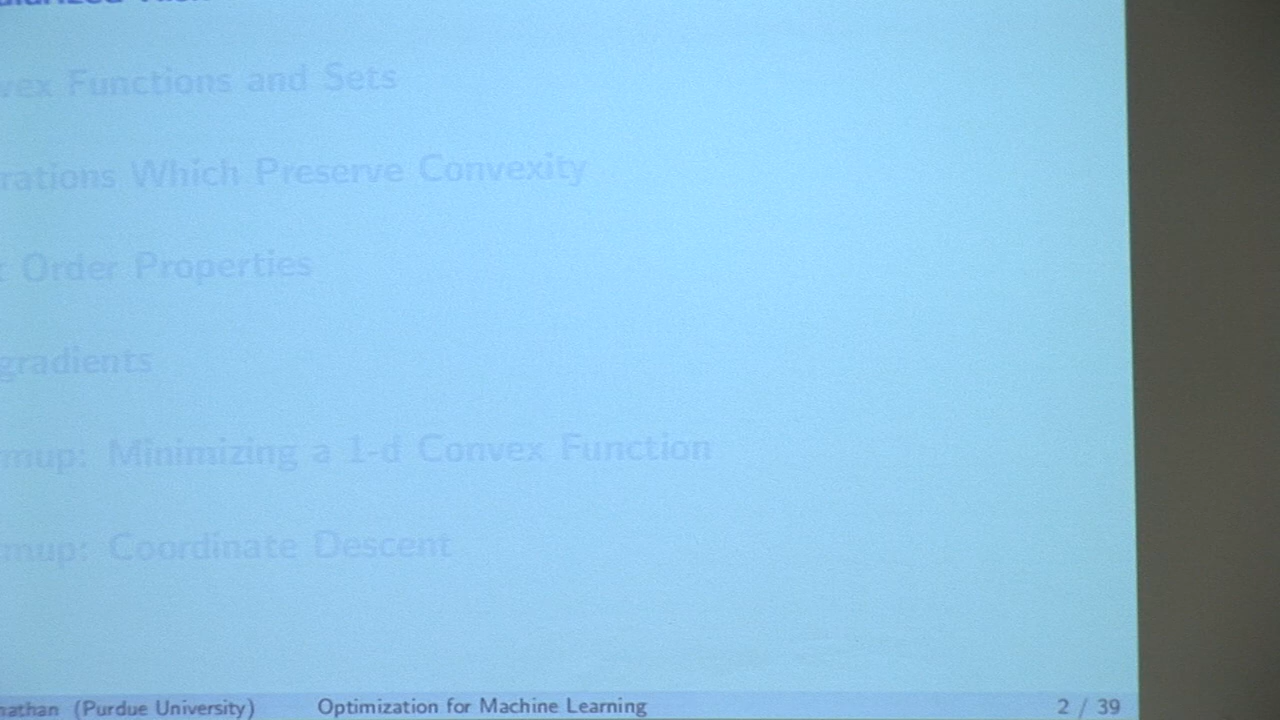 vex Functions and Sets
rations Which Preserve Convexity
t Order Properties
gradients
mup: Minimizing a 1-d Convex Function
mup: Coordinate Descent
nathan (Purdue University) Optimization for Machine Learning 2 / 39